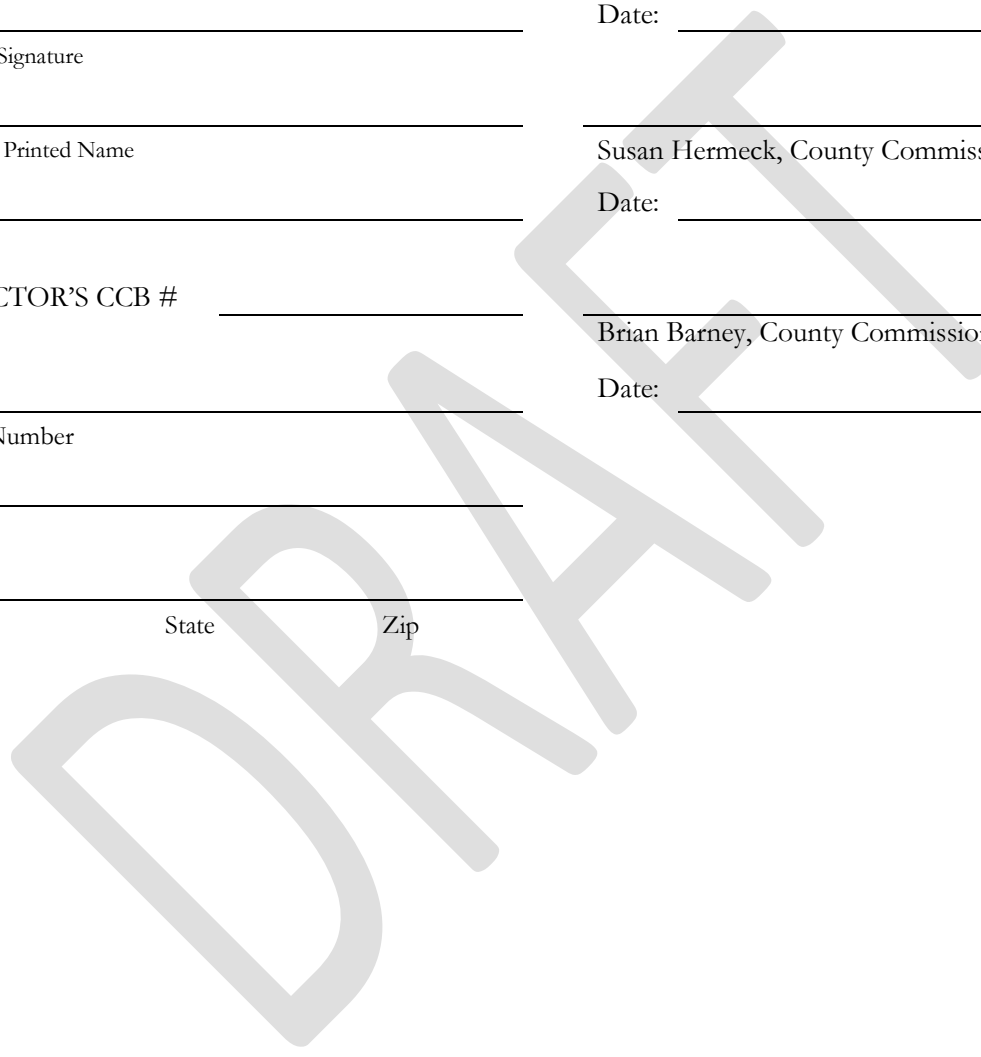 Date:
Signature
Printed Name
Susan Hermeck, County Commiss
Date:
CTOR'S CCB #
Brian Barney, County Commissio
Date:
Number
State Zip
DRAFT